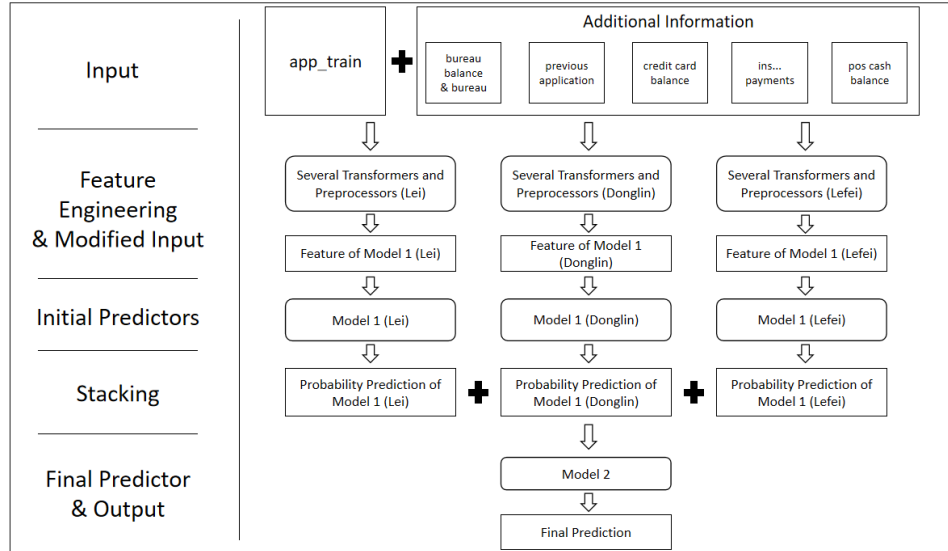 Input
app_train
Additional Information
bureau
balance
& bureau
previous
application
credit card
balance
ins...
payments
pos cash
balance
Feature
Engineering
& Modified Input
Several Transformers and
Preprocessors (Lei)
Several Transformers and
Preprocessors (Donglin)
Several Transformers and
Preprocessors (Lefei)
Feature of Model 1 (Lei)
Feature of Model 1
(Donglin)
Feature of Model 1 (Lefei)
Initial Predictors
Model 1 (Lei)
Model 1 (Donglin)
Model 1 (Lefei)
Stacking
Probability Prediction of
Model 1 (Lei)
Probability Prediction of
Model 1 (Donglin)
Probability Prediction of
Model 1 (Lefei)
Final Predictor
& Output
Model 2
Final Prediction